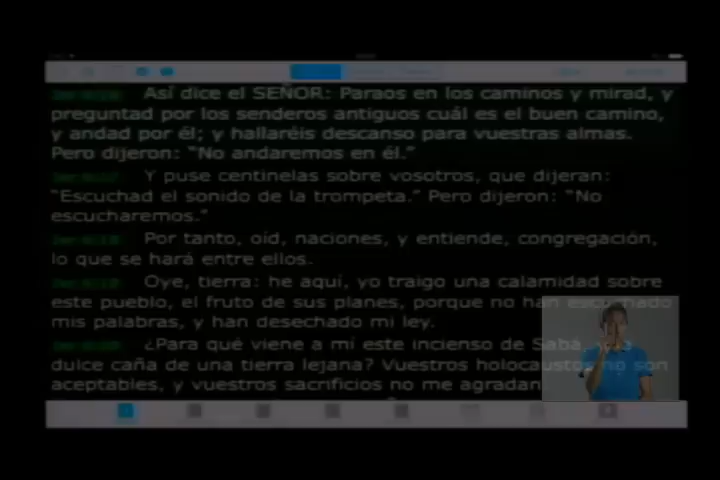 Así dice el SEÑOR: Paraos en los caminos y mirad, y
preguntad por los senderos antiguos cuál es el buen camino,
y andad por él; y hallaréis descanso para vuestras almas.
Pero dijeron: "No andaremos en él."
Y puse centinelas sobre vosotros, que dijeran:
"Escuchad el sonido de la trompeta." Pero dijeron: "No
escucharemos."
Por tanto, oíd, naciones, y entiende, congregación,
lo que se hará entre ellos.
Oye, tierra: he aquí, yo traigo una calamidad sobre
este pueblo, el fruto de sus planes, porque no han escuchado
mis palabras, y han desechado mi ley.
¿Para qué viene a mí este incienso de Sabá,
dulce caña de una tierra lejana? Vuestros holocaustos no son
aceptables, y vuestros sacrificios no me agradan.